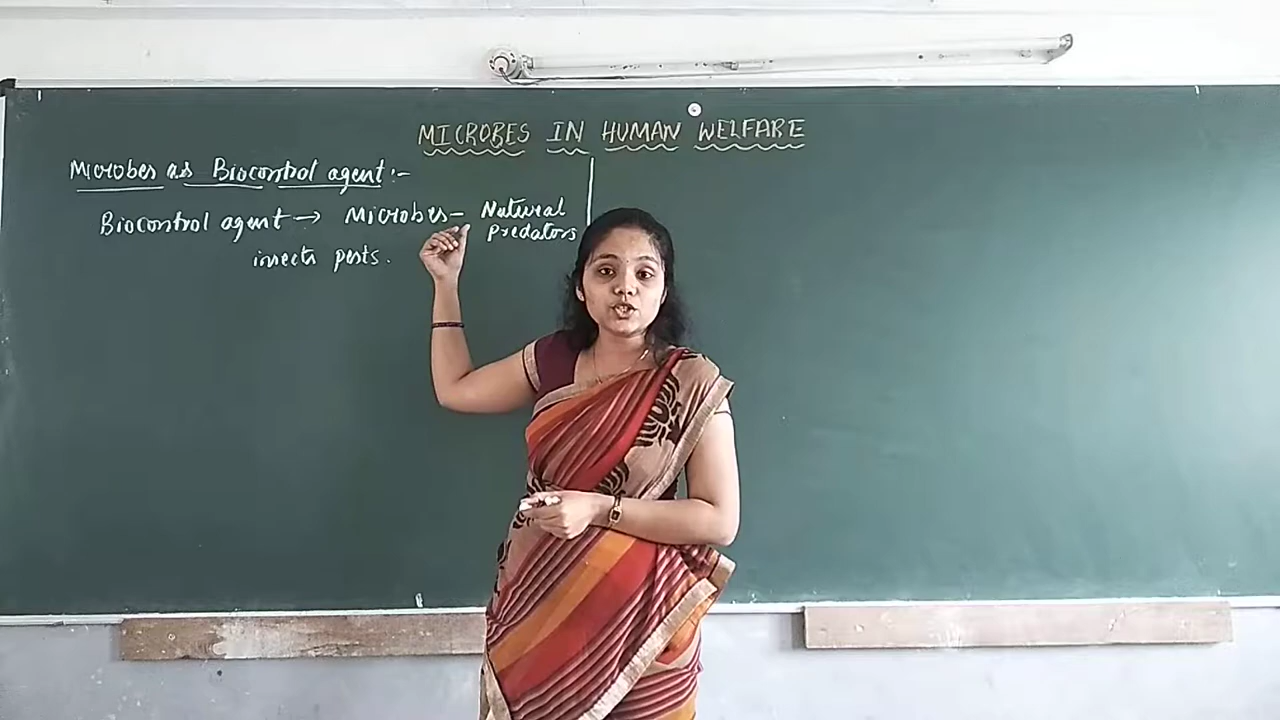 MICROBES IN HUMAN WELFARE
Microbes as Biocontrol agent :-
Biocontrol agent → Microbes - Natural
predators
insects pests.